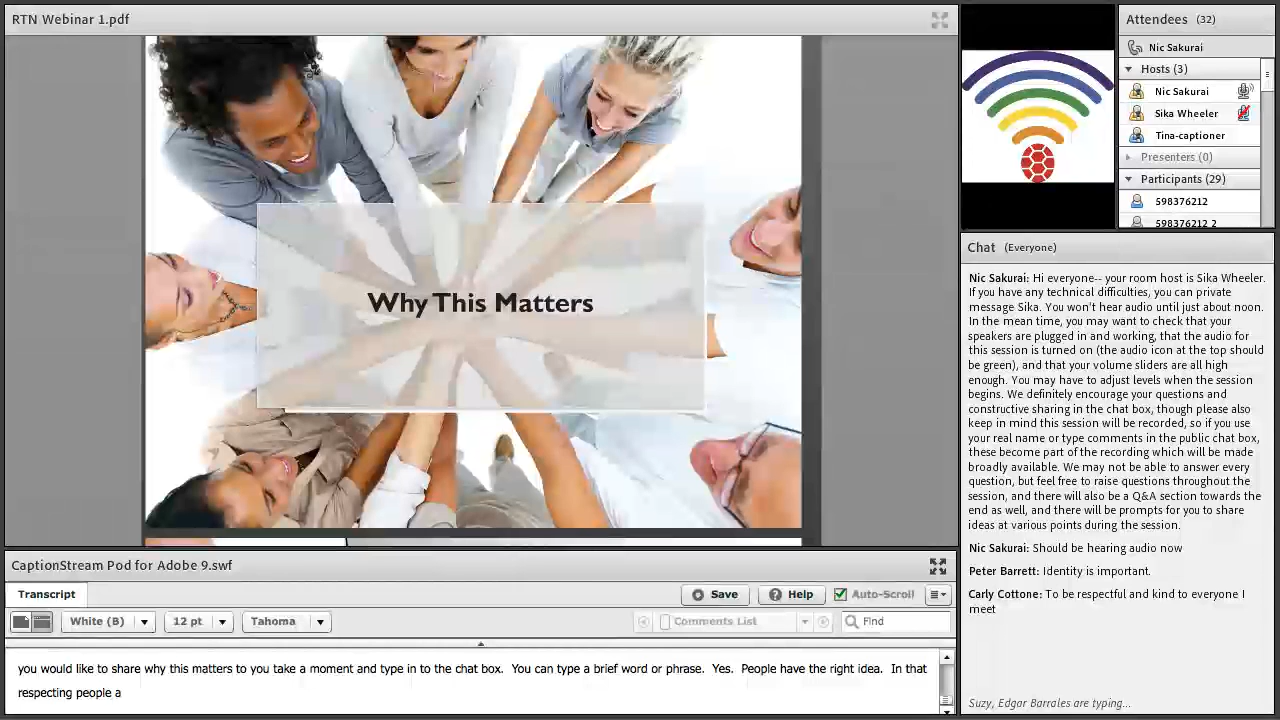 RTN Webinar 1.pdf
Why This Matters
CaptionStream Pod for Adobe 9.swf
Transcript
Save
Help
Auto-Scroll
White (B)
12 pt
Tahoma
Comments List
Find
you would like to share why this matters to you take a moment and type in to the chat box. You can type a brief word or phrase. Yes. People have the right idea. In that
respecting people a
Attendees (32)
Nic Sakurai
Hosts (3)
Nic Sakurai
Sika Wheeler
Tina-captioner
Presenters (0)
Participants (29)
598376212
598376212 2
Chat (Everyone)
Nic Sakurai: Hi everyone-- your room host is Sika Wheeler.
If you have any technical difficulties, you can private
message Sika. You won't hear audio until just about noon.
In the mean time, you may want to check that your
speakers are plugged in and working, that the audio for
this session is turned on (the audio icon at the top should
be green), and that your volume sliders are all high
enough. You may have to adjust levels when the session
begins. We definitely encourage your questions and
constructive sharing in the chat box, though please also
keep in mind this session will be recorded, so if you use
your real name or type comments in the public chat box,
these become part of the recording which will be made
broadly available. We may not be able to answer every
question, but feel free to raise questions throughout the
session, and there will also be a Q&A section towards the
end as well, and there will be prompts for you to share
ideas at various points during the session.
Nic Sakurai: Should be hearing audio now
Peter Barrett: Identity is important.
Carly Cottone: To be respectful and kind to everyone I
meet
Suzy, Edgar Barrales are typing...